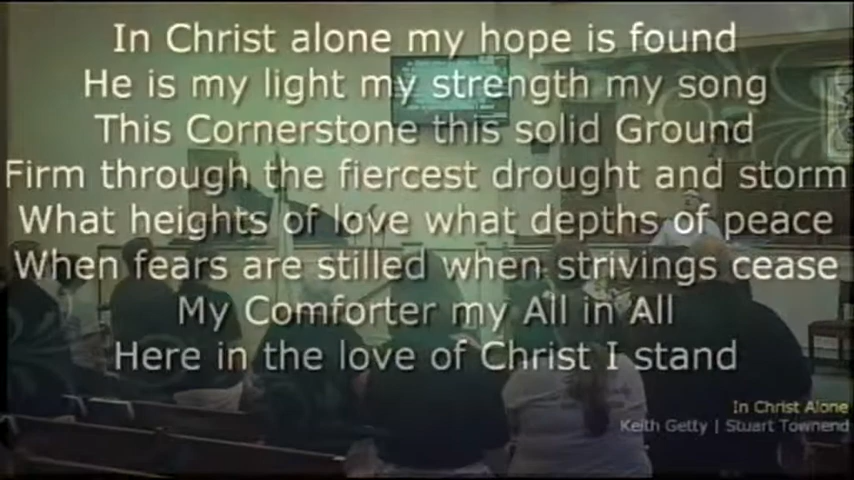 In Christ alone my hope is found
He is my light my strength my song
This Cornerstone this solid Ground
Firm through the fiercest drought and storm
What heights of love what depths of peace
When fears are stilled when strivings cease
My Comforter my All in All
Here in the love of Christ I stand
In Christ Alone
Keith Getty | Stuart Townend